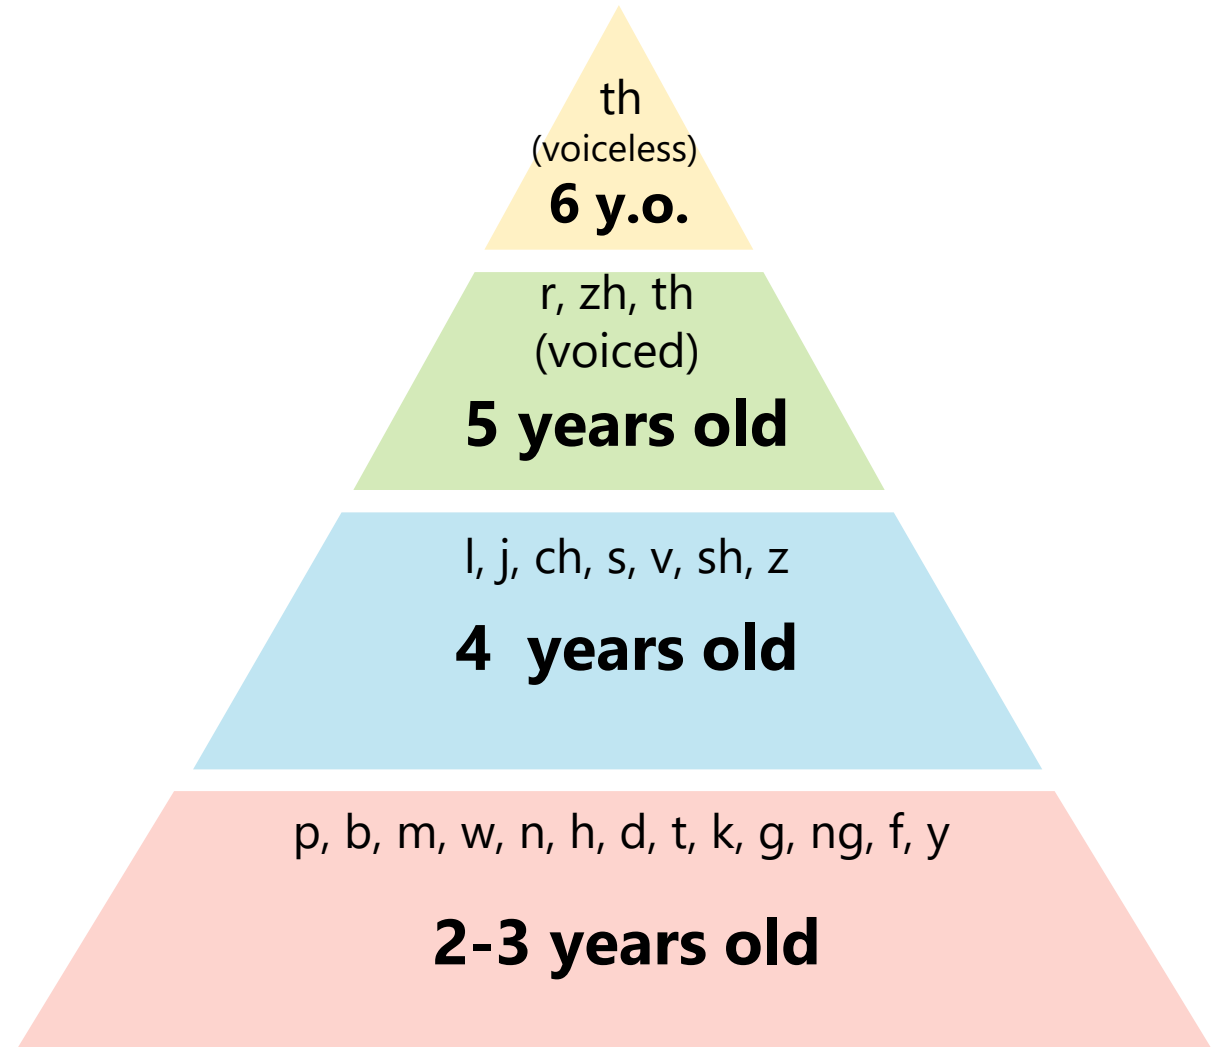 th
(voiceless)
6 y.o.
r, zh, th
(voiced)
5 years old
l, j, ch, s, v, sh, z
4 years old
p, b, m, w, n, h, d, t, k, g, ng, f, y
2-3 years old